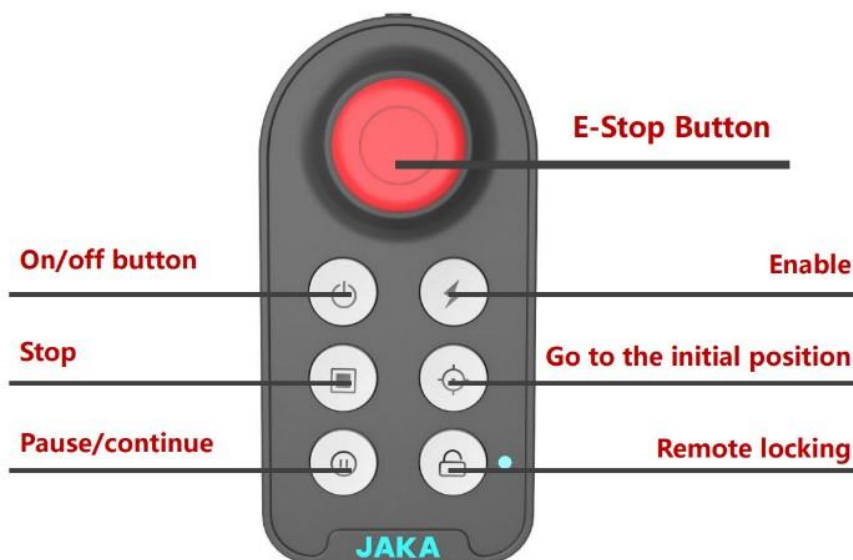 E-Stop Button
On/off button
Enable
Stop
Go to the initial position
Pause/continue
Remote locking
JAKA